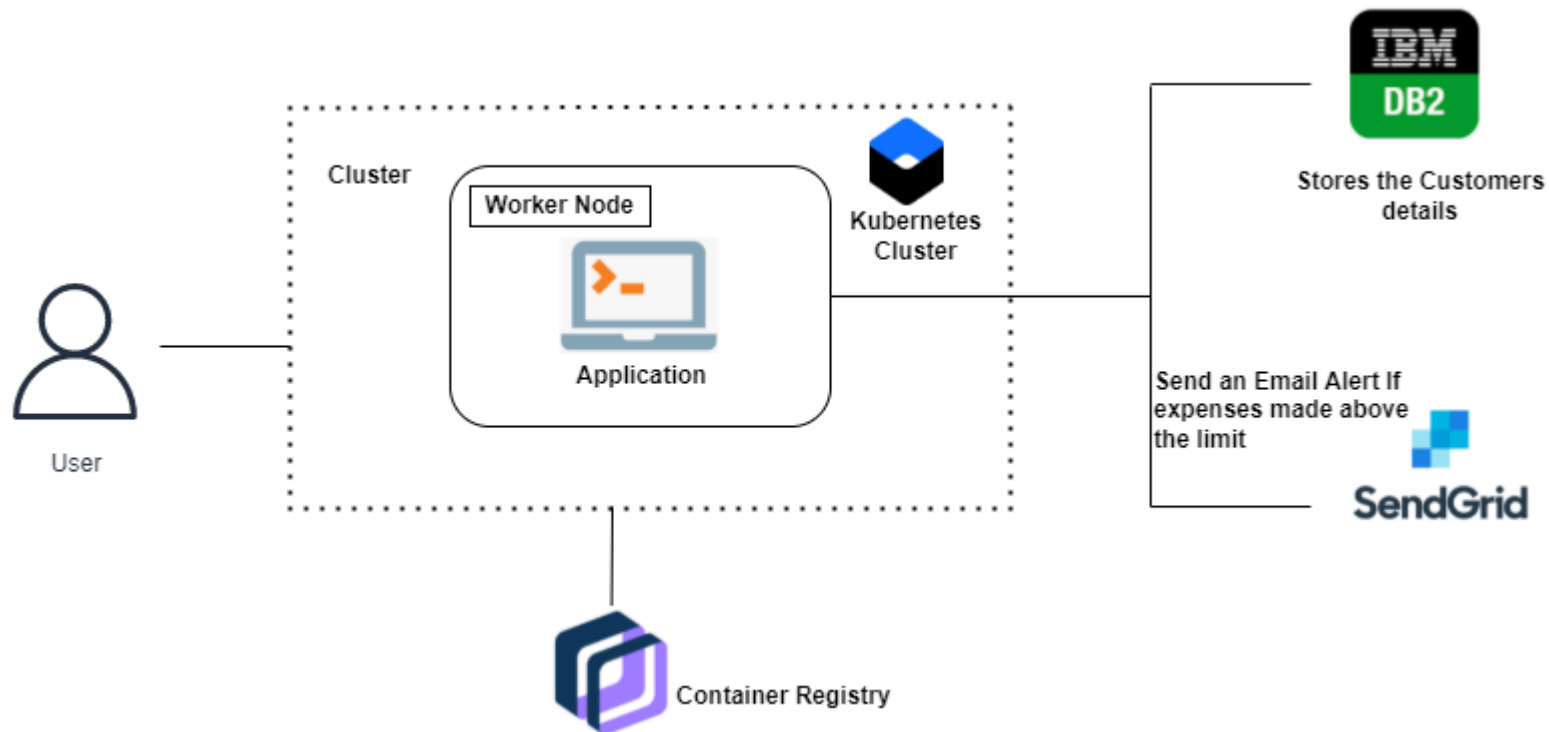 IBM
DB2
Stores the Customers
details
Cluster
Worker Node
Kubernetes
Cluster
Application
User
Send an Email Alert If
expenses made above
the limit
SendGrid
Container Registry